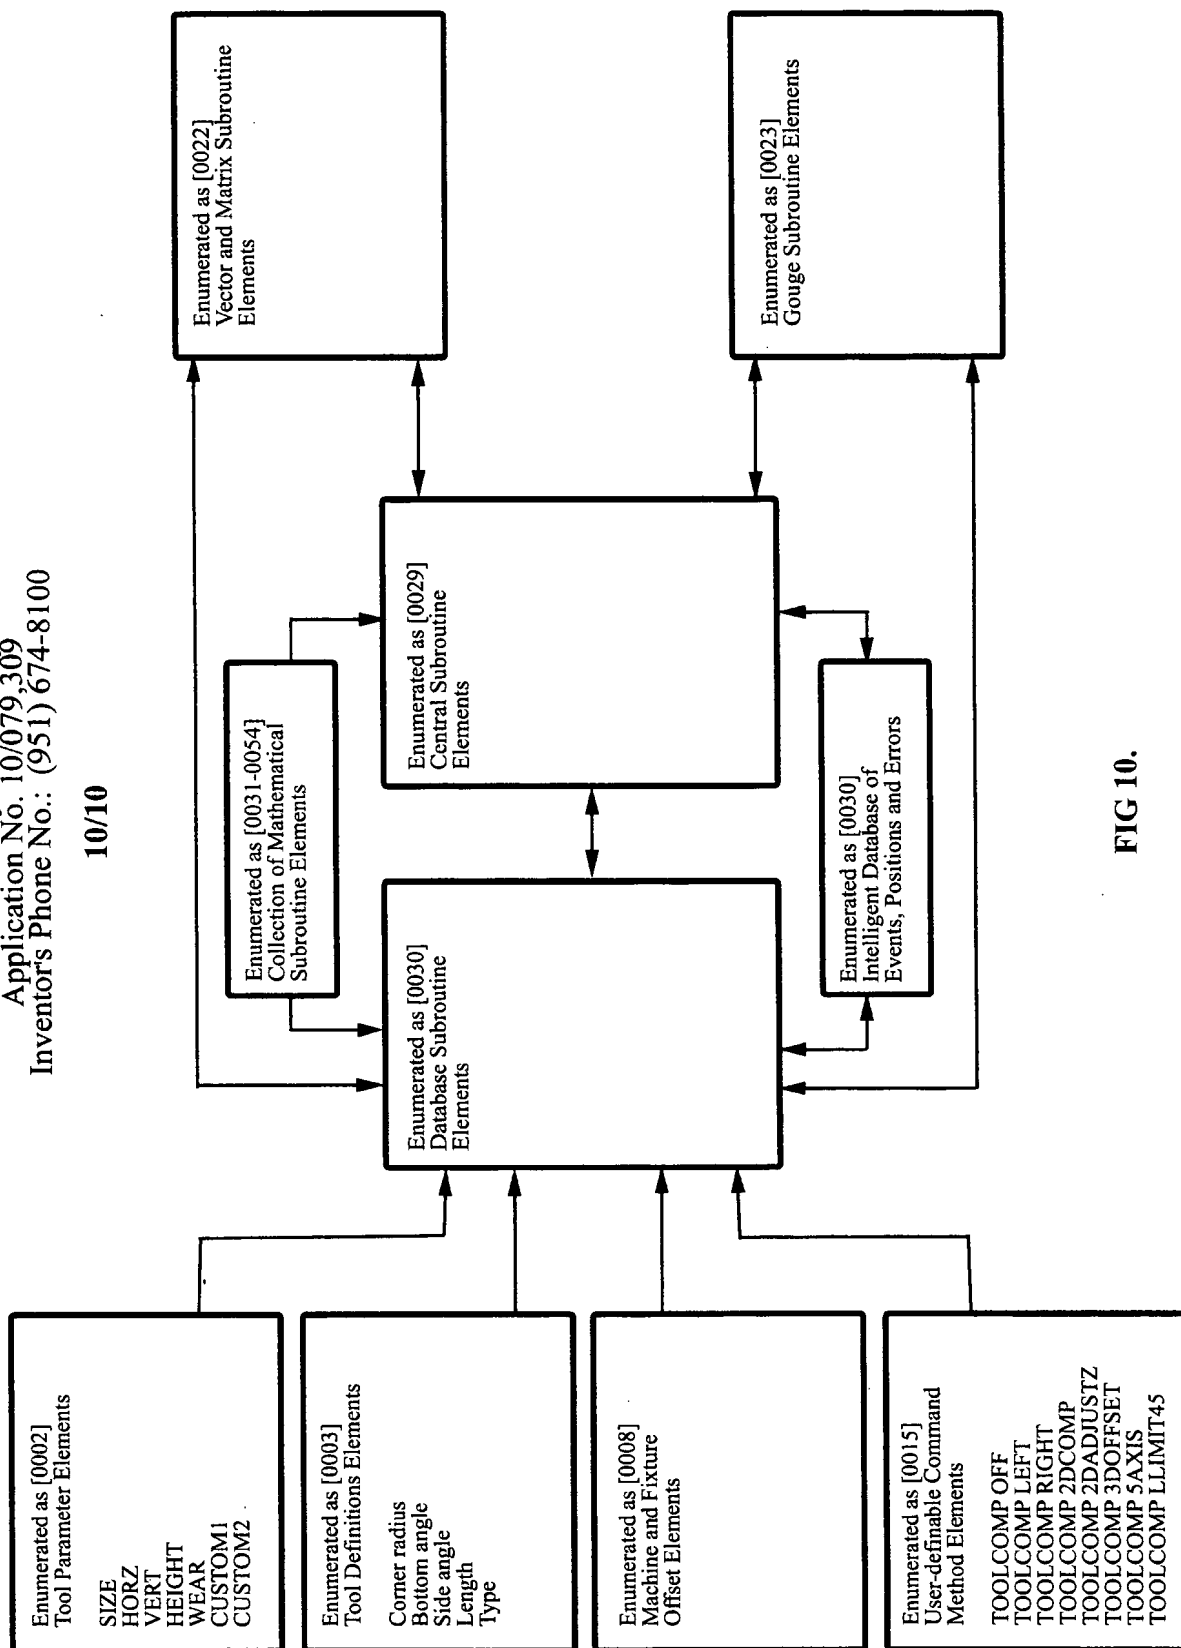 Application No. 10/079,309
Inventor's Phone No.: (951) 674-8100
10/10
Enumerated as [0002]
Tool Parameter Elements
SIZE
HORZ
VERT
HEIGHT
WEAR
CUSTOM1
CUSTOM2
Enumerated as [0003]
Tool Definitions Elements
Corner radius
Bottom angle
Side angle
Length
Type
Enumerated as [0008]
Machine and Fixture
Offset Elements
Enumerated as [0015]
User-definable Command
Method Elements
TOOLCOMP OFF
TOOLCOMP LEFT
TOOLCOMP RIGHT
TOOLCOMP 2DCOMP
TOOLCOMP 2DADJUSTZ
TOOLCOMP 3DOFFSET
TOOLCOMP 5AXIS
TOOLCOMP LLIMIT45
Enumerated as [0030]
Database Subroutine
Elements
Enumerated as [0031-0054]
Collection of Mathematical
Subroutine Elements
Enumerated as [0030]
Intelligent Database of
Events, Positions and Errors
Enumerated as [0029]
Central Subroutine
Elements
Enumerated as [0022]
Vector and Matrix Subroutine
Elements
Enumerated as [0023]
Gouge Subroutine Elements
FIG 10.